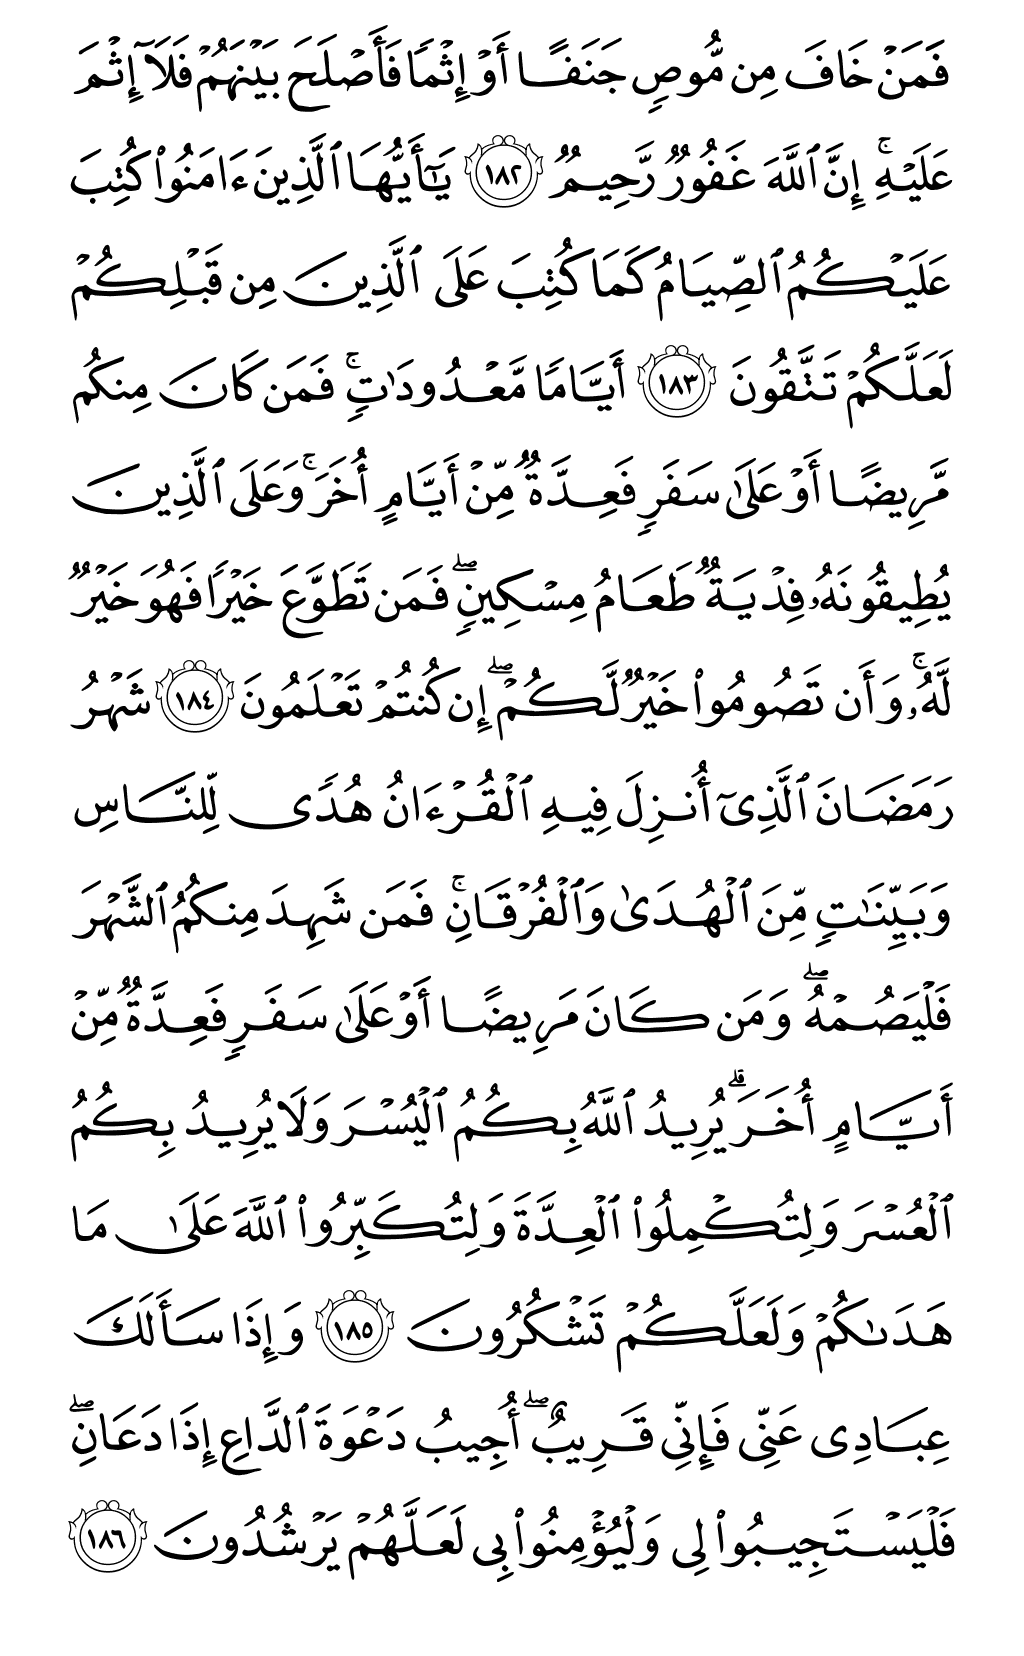 فَمَنْ خَافَ مِن مُّوصٍ جَنَفًا أَوْ إِثْمًا فَأَصْلَحَ بَيْنَهُمْ فَلَآ إِثْمَ
عَلَيْهِ ۚ إِنَّ ٱللَّهَ غَفُورٌ رَّحِيمٌ ١٨٢ يَـٰٓأَيُّهَا ٱلَّذِينَ ءَامَنُوا۟ كُتِبَ
عَلَيْكُمُ ٱلصِّيَامُ كَمَا كُتِبَ عَلَى ٱلَّذِينَ مِن قَبْلِكُمْ
لَعَلَّكُمْ تَتَّقُونَ ١٨٣ أَيَّامًا مَّعْدُودَٰتٍ ۚ فَمَن كَانَ مِنكُم
مَّرِيضًا أَوْ عَلَىٰ سَفَرٍ فَعِدَّةٌ مِّنْ أَيَّامٍ أُخَرَ ۚ وَعَلَى ٱلَّذِينَ
يُطِيقُونَهُۥ فِدْيَةٌ طَعَامُ مِسْكِينٍ ۖ فَمَن تَطَوَّعَ خَيْرًا فَهُوَ خَيْرٌ
لَّهُۥ ۚ وَأَن تَصُومُوا۟ خَيْرٌ لَّكُمْ ۖ إِن كُنتُمْ تَعْلَمُونَ ١٨٤ شَهْرُ
رَمَضَانَ ٱلَّذِىٓ أُنزِلَ فِيهِ ٱلْقُرْءَانُ هُدًى لِّلنَّاسِ
وَبَيِّنَـٰتٍ مِّنَ ٱلْهُدَىٰ وَٱلْفُرْقَانِ ۚ فَمَن شَهِدَ مِنكُمُ ٱلشَّهْرَ
فَلْيَصُمْهُ ۖ وَمَن كَانَ مَرِيضًا أَوْ عَلَىٰ سَفَرٍ فَعِدَّةٌ مِّنْ
أَيَّامٍ أُخَرَ ۗ يُرِيدُ ٱللَّهُ بِكُمُ ٱلْيُسْرَ وَلَا يُرِيدُ بِكُمُ
ٱلْعُسْرَ وَلِتُكْمِلُوا۟ ٱلْعِدَّةَ وَلِتُكَبِّرُوا۟ ٱللَّهَ عَلَىٰ مَا
هَدَىٰكُمْ وَلَعَلَّكُمْ تَشْكُرُونَ ١٨٥ وَإِذَا سَأَلَكَ
عِبَادِى عَنِّى فَإِنِّى قَرِيبٌ ۖ أُجِيبُ دَعْوَةَ ٱلدَّاعِ إِذَا دَعَانِ ۖ
فَلْيَسْتَجِيبُوا۟ لِى وَلْيُؤْمِنُوا۟ بِى لَعَلَّهُمْ يَرْشُدُونَ ١٨٦